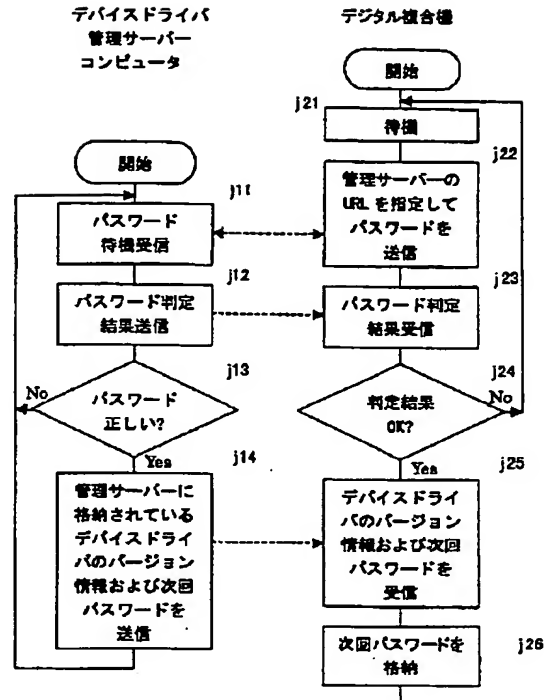 デバイスドライバ
管理サーバー
コンピュータ
開始
j11
パスワード
待機受信
j12
パスワード判定
結果送信
j13
No
パスワード
正しい?
Yes
j14
管理サーバーに
格納されている
デバイスドライ
バのバージョン
情報および次回
パスワードを
送信
デジタル複合機
開始
j21
待機
j22
管理サーバーの
URLを指定して
パスワードを
送信
j23
パスワード判定
結果受信
j24
判定結果
OK?
No
Yes
j25
デバイスドライ
バのバージョン
情報および次回
パスワードを
受信
次回パスワードを
格納
j26